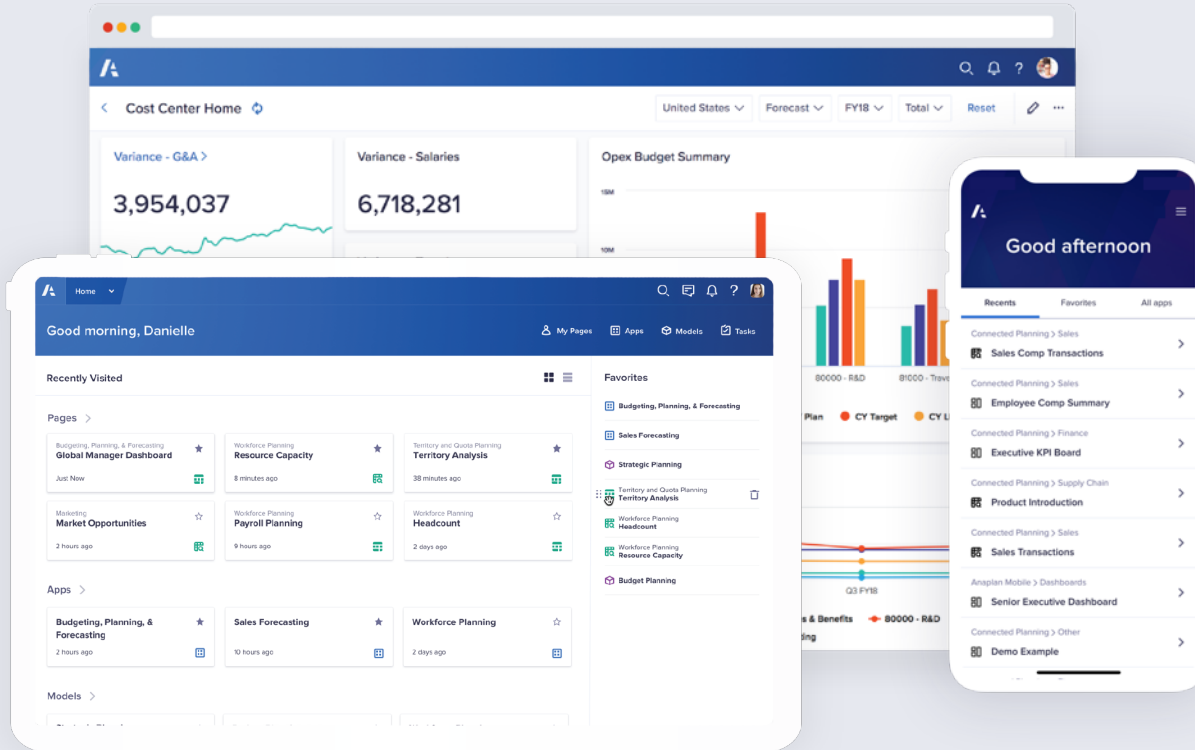 Cost Center Home
United States
Forecast
FY18
Total
Reset
Variance - G&A >
3,954,037
Variance - Salaries
6,718,281
Opex Budget Summary
15M
10M
80000 - R&D
81000 - Trave
Plan
CY Target
Q3 FY18
& Benefits
80000 - R&D
Home
?
Good morning, Danielle
My Pages
Apps
Models
Tasks
Recently Visited
Pages >
Budgeting, Planning, & Forecasting
Global Manager Dashboard
Just Now
Workforce Planning
Resource Capacity
8 minutes ago
Territory and Quota Planning
Territory Analysis
38 minutes ago
Marketing
Market Opportunities
2 hours ago
Workforce Planning
Payroll Planning
9 hours ago
Workforce Planning
Headcount
2 days ago
Apps >
Budgeting, Planning, &
Forecasting
2 hours ago
Sales Forecasting
10 hours ago
Workforce Planning
2 days ago
Models >
Favorites
Budgeting, Planning, & Forecasting
Sales Forecasting
Strategic Planning
Territory and Quota Planning
Territory Analysis
Workforce Planning
Headcount
Workforce Planning
Resource Capacity
Budget Planning
Good afternoon
Recents
Favorites
All apps
Connected Planning > Sales
Sales Comp Transactions
Connected Planning > Sales
Employee Comp Summary
Connected Planning > Finance
Executive KPI Board
Connected Planning > Supply Chain
Product Introduction
Connected Planning > Sales
Sales Transactions
Anaplan Mobile > Dashboards
Senior Executive Dashboard
Connected Planning > Other
Demo Example